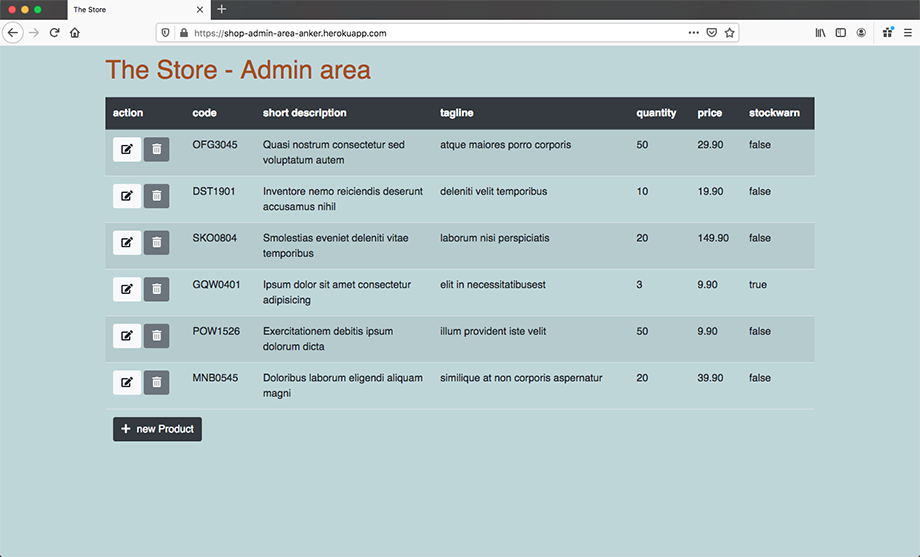 The Store
https://shop-admin-area-anker.herokuapp.com
The Store - Admin area
action code short description tagline quantity price stockwarn
OFG3045 Quasi nostrum consectetur sed atque maiores porro corporis 50 29.90 false
voluptatum autem
DST1901 Inventore nemo reiciendis deserunt deleniti velit temporibus 10 19.90 false
accusamus nihil
SKO0804 Smolestias eveniet deleniti vitae laborum nisi perspiciatis 20 149.90 false
temporibus
GQW0401 Ipsum dolor sit amet consectetur elit in necessitatibusest 3 9.90 true
adipisicing
POW1526 Exercitationem debitis ipsum illum provident iste velit 50 9.90 false
dolorum dicta
MNB0545 Doloribus laborum eligendi aliquam similique at non corporis aspernatur 20 39.90 false
magni
+ new Product